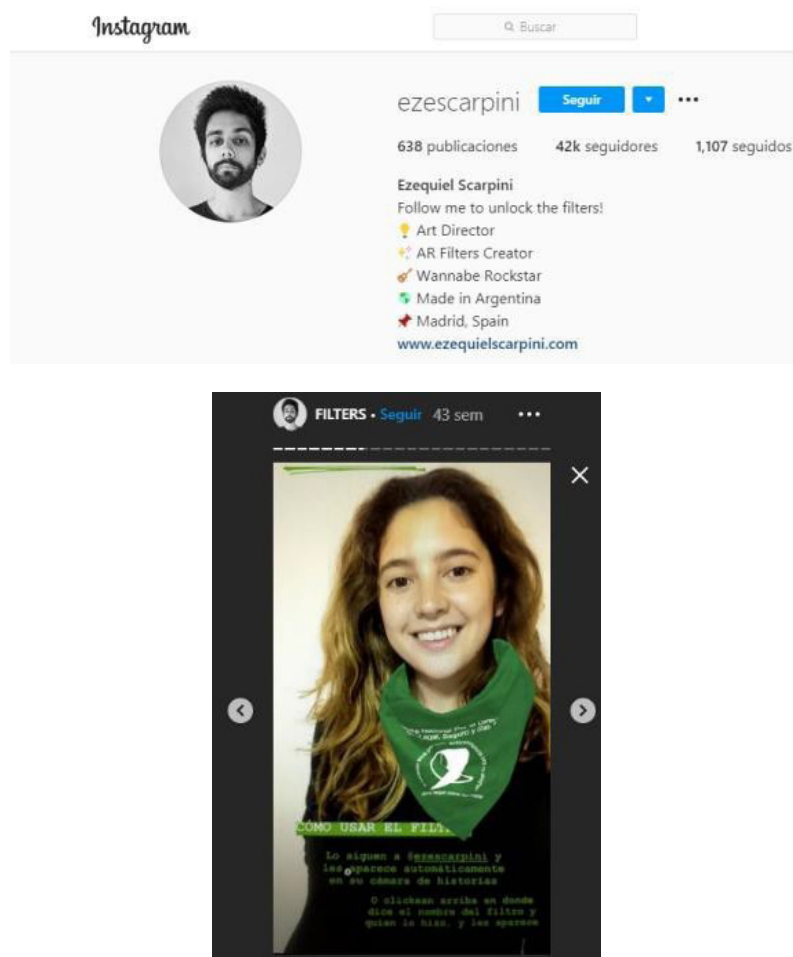 Instagram
Buscar
ezescarpini Seguir
638 publicaciones 42k seguidores 1,107 seguidos
Ezequiel Scarpini
Follow me to unlock the filters!
Art Director
AR Filters Creator
Wannabe Rockstar
Made in Argentina
Madrid, Spain
www.ezequielscarpini.com
FILTERS • Seguir 43 sem
CÓMO USAR EL
Lo siguen a @ezescarpini y
les aparece automáticamente
en su cámara de historias
O clickean arriba en donde
dice el nombre del filtro y
quien lo hizo, y les aparece